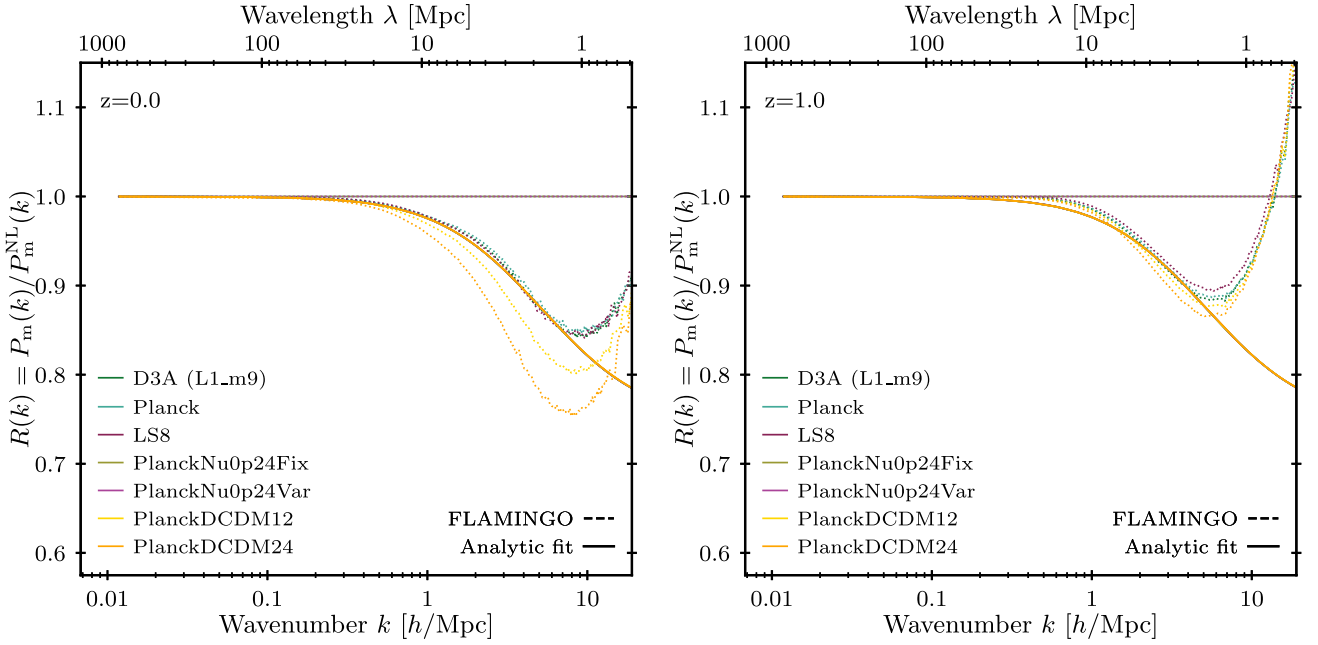 Wavelength λ [Mpc]
1000 100 10 1
z=0.0
1.1
1.0
0.9
0.8
0.7
0.6
R(k) = P_m(k)/P_m^NL(k)
D3A (L1_m9)
Planck
LS8
PlanckNu0p24Fix
PlanckNu0p24Var
PlanckDCDM12
PlanckDCDM24
FLAMINGO
Analytic fit
0.01 0.1 1 10
Wavenumber k [h/Mpc]
Wavelength λ [Mpc]
1000 100 10 1
z=1.0
1.1
1.0
0.9
0.8
0.7
0.6
R(k) = P_m(k)/P_m^NL(k)
D3A (L1_m9)
Planck
LS8
PlanckNu0p24Fix
PlanckNu0p24Var
PlanckDCDM12
PlanckDCDM24
FLAMINGO
Analytic fit
0.01 0.1 1 10
Wavenumber k [h/Mpc]